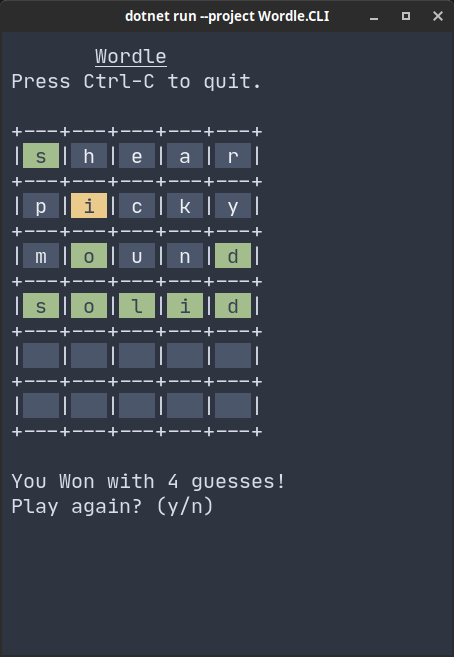 dotnet run --project Wordle.CLI
Wordle
Press Ctrl-C to quit.
+---+---+---+---+---+
| s | h | e | a | r |
+---+---+---+---+---+
| p | i | c | k | y |
+---+---+---+---+---+
| m | o | u | n | d |
+---+---+---+---+---+
| s | o | l | i | d |
+---+---+---+---+---+
|   |   |   |   |   |
+---+---+---+---+---+
|   |   |   |   |   |
+---+---+---+---+---+
You Won with 4 guesses!
Play again? (y/n)